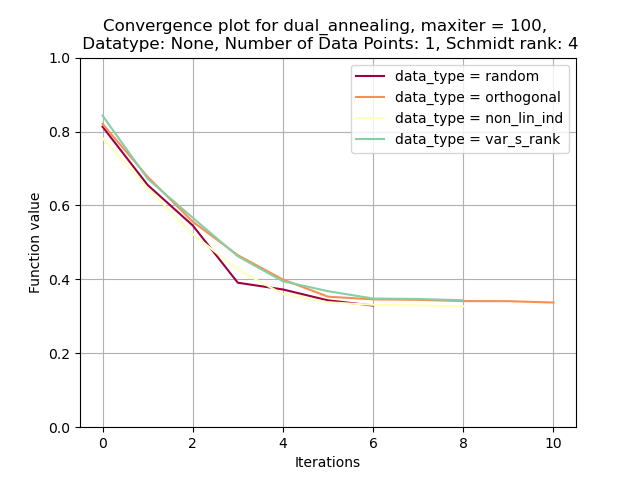 Convergence plot for dual_annealing, maxiter = 100,
Datatype: None, Number of Data Points: 1, Schmidt rank: 4
1.0
0.8
0.6
0.4
0.2
0.0
Function value
data_type = random
data_type = orthogonal
data_type = non_lin_ind
data_type = var_s_rank
0 2 4 6 8 10
Iterations